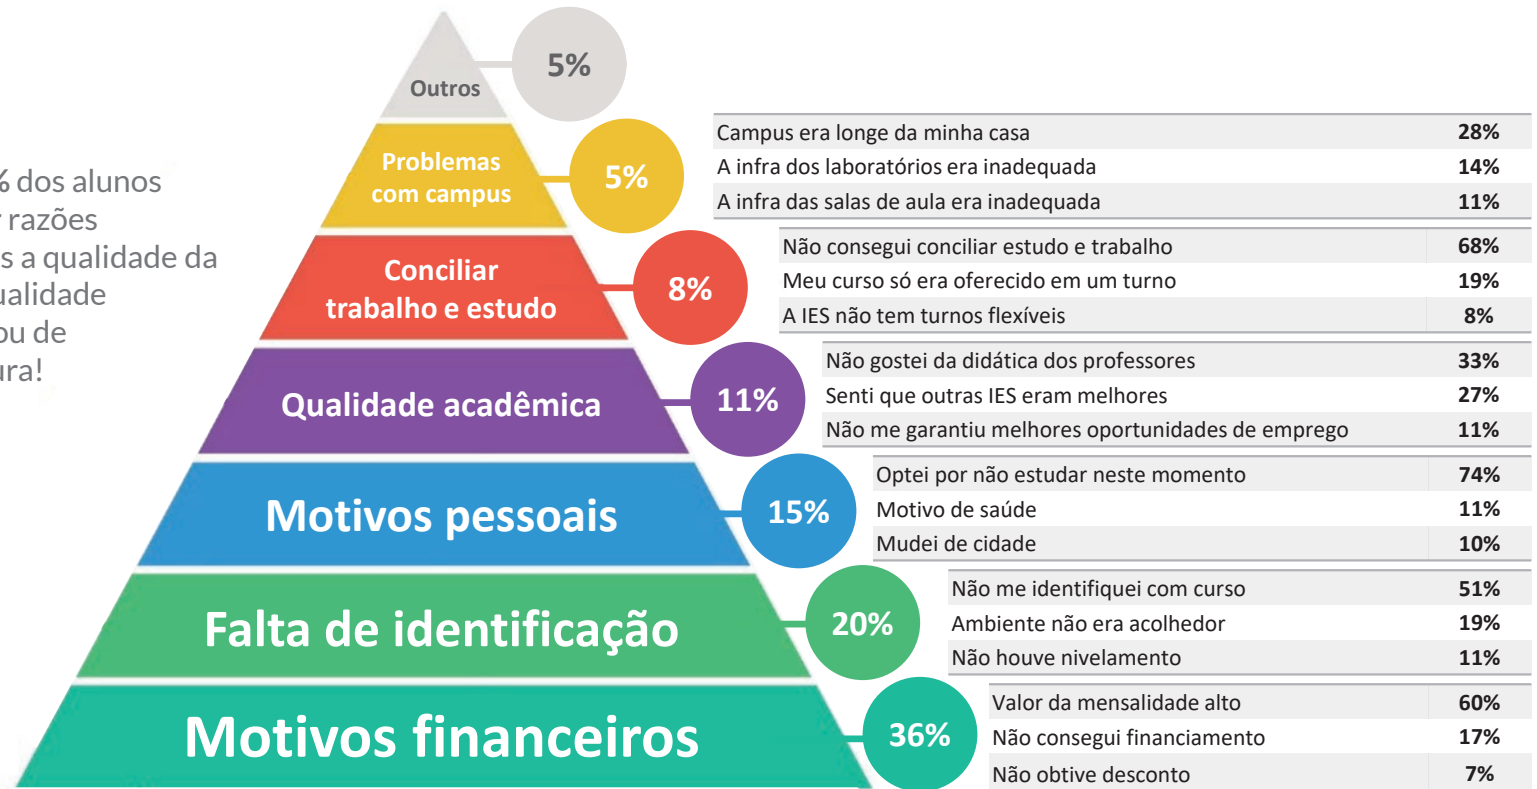 Outros
5%
Problemas
com campus
5%
Campus era longe da minha casa 28%
A infra dos laboratórios era inadequada 14%
A infra das salas de aula era inadequada 11%
% dos alunos
razões
s a qualidade da
ualidade
ou de
ura!
Conciliar
trabalho e estudo
8%
Não consegui conciliar estudo e trabalho 68%
Meu curso só era oferecido em um turno 19%
A IES não tem turnos flexíveis 8%
Qualidade acadêmica
11%
Não gostei da didática dos professores 33%
Senti que outras IES eram melhores 27%
Não me garantiu melhores oportunidades de emprego 11%
Motivos pessoais
15%
Optei por não estudar neste momento 74%
Motivo de saúde 11%
Mudei de cidade 10%
Falta de identificação
20%
Não me identifiquei com curso 51%
Ambiente não era acolhedor 19%
Não houve nivelamento 11%
Motivos financeiros
36%
Valor da mensalidade alto 60%
Não consegui financiamento 17%
Não obtive desconto 7%